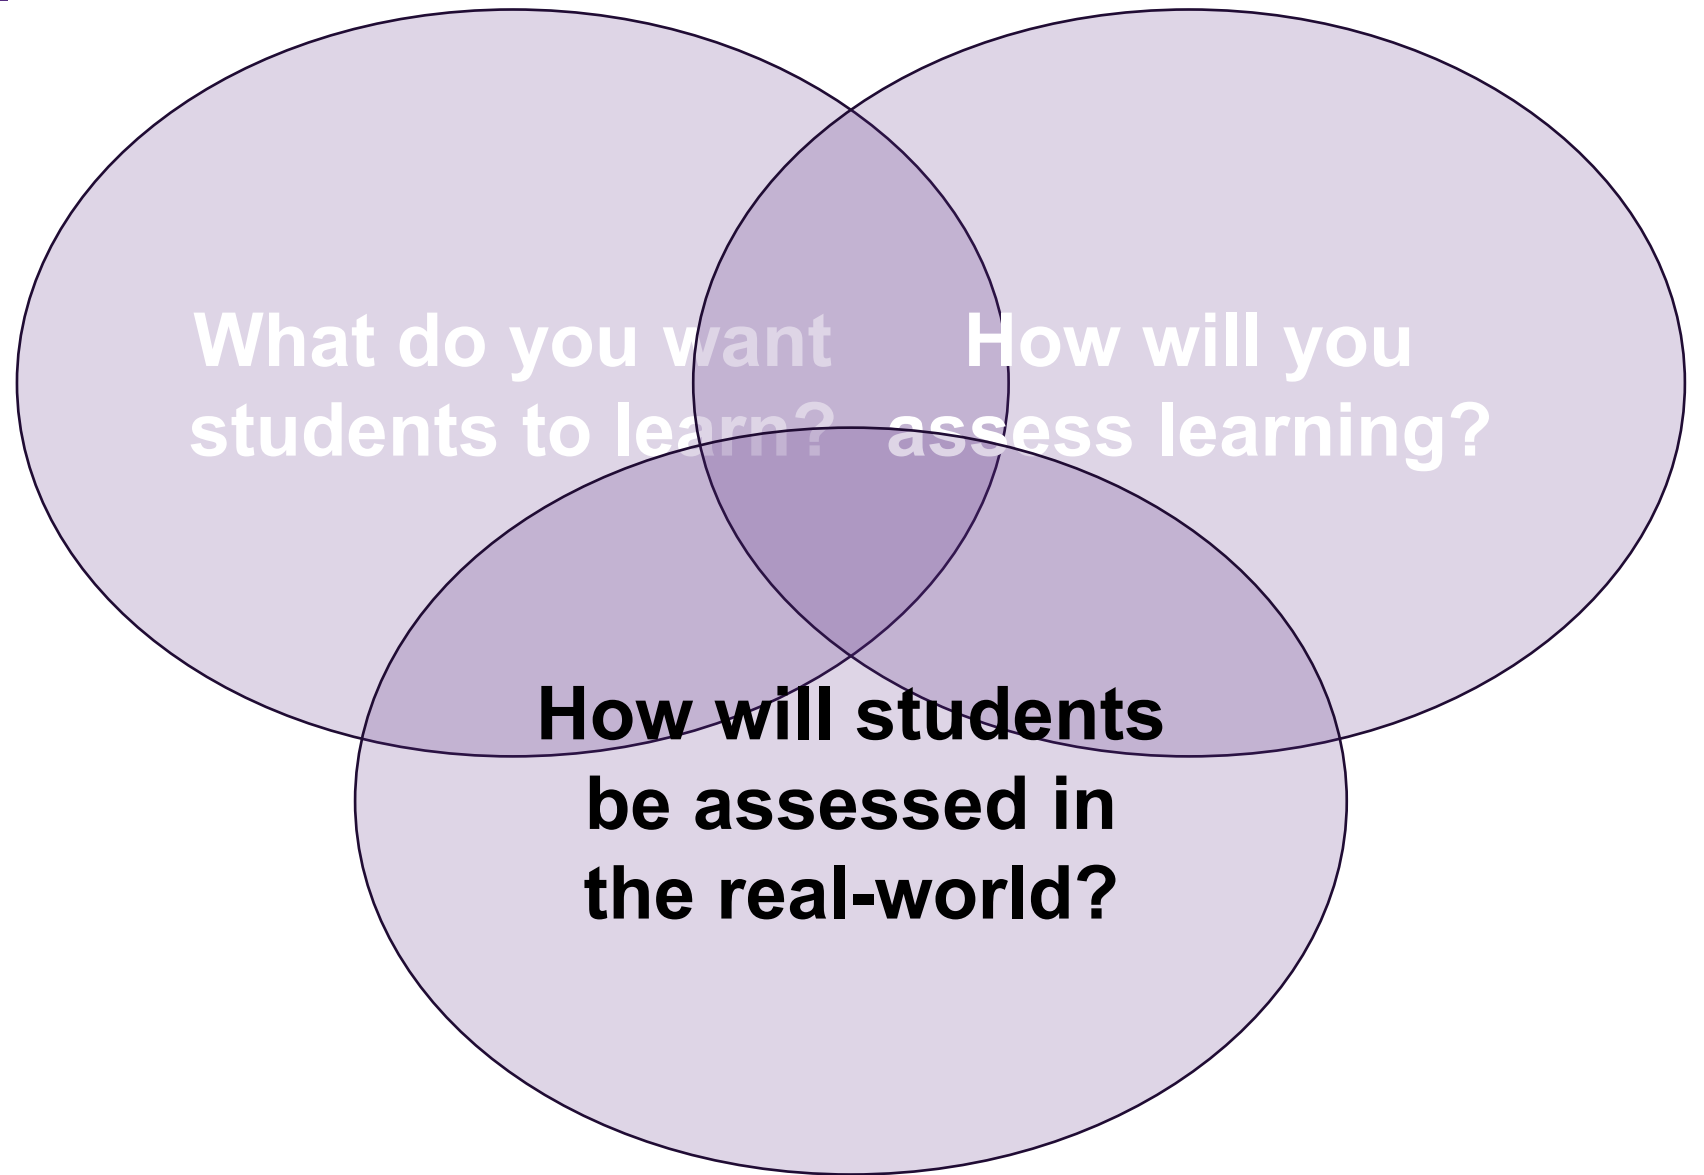 What do you want
students to learn?
How will you
assess learning?
How will students
be assessed in
the real-world?